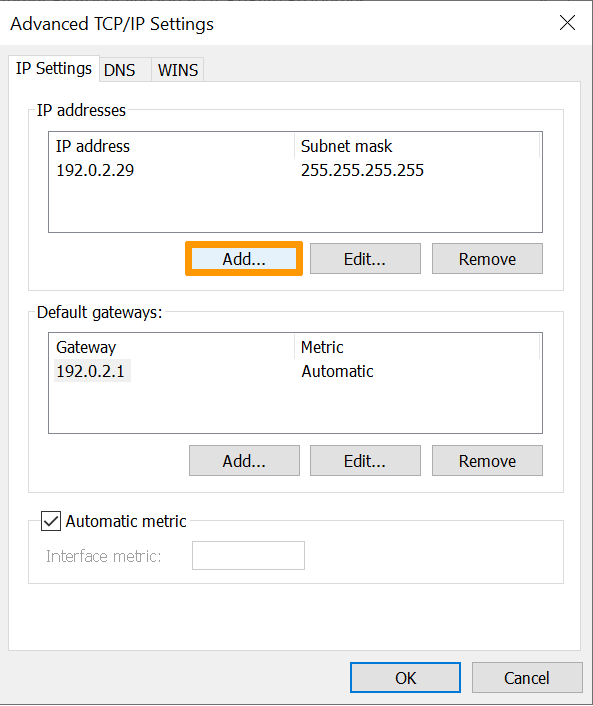 Advanced TCP/IP Settings
IP Settings DNS WINS
IP addresses
IP address Subnet mask
192.0.2.29 255.255.255.255
Add... Edit... Remove
Default gateways:
Gateway Metric
192.0.2.1 Automatic
Add... Edit... Remove
Automatic metric
Interface metric:
OK Cancel